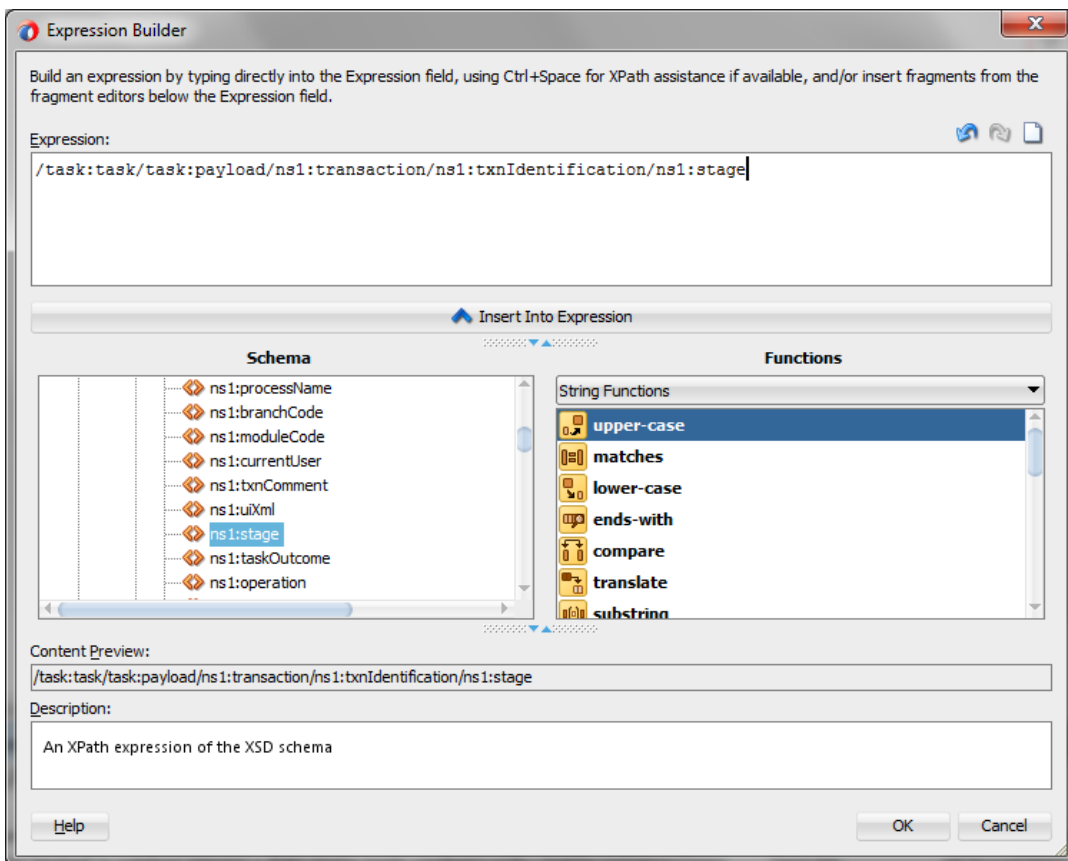 Expression Builder
Build an expression by typing directly into the Expression field, using Ctrl+Space for XPath assistance if available, and/or insert fragments from the
fragment editors below the Expression field.
Expression:
/task:task/task:payload/ns1:transaction/ns1:txnIdentification/ns1:stage
Insert Into Expression
Schema
ns1:processName
ns1:branchCode
ns1:moduleCode
ns1:currentUser
ns1:txnComment
ns1:uiXml
ns1:stage
ns1:taskOutcome
ns1:operation
Functions
String Functions
upper-case
matches
lower-case
ends-with
compare
translate
substring
Content Preview:
/task:task/task:payload/ns1:transaction/ns1:txnIdentification/ns1:stage
Description:
An XPath expression of the XSD schema
Help
OK
Cancel